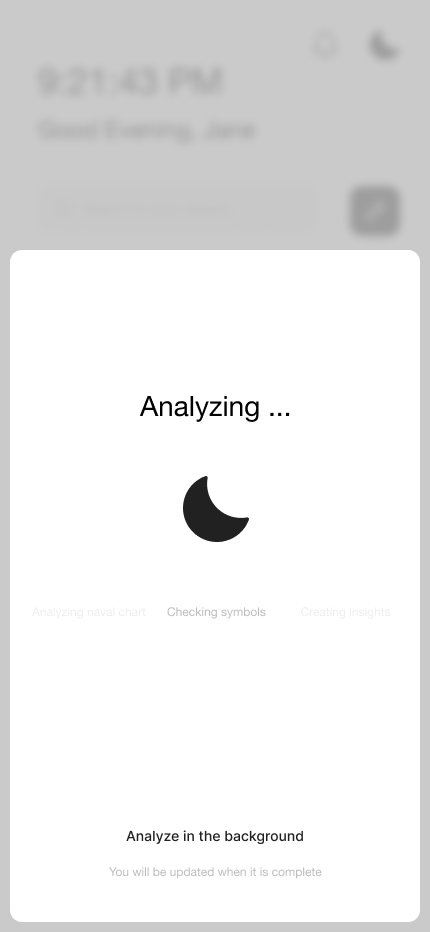 9:21:43 PM
Good Evening, Jane
Analyzing ...
Analyzing naval chart Checking symbols Creating insights
Analyze in the background
You will be updated when it is complete